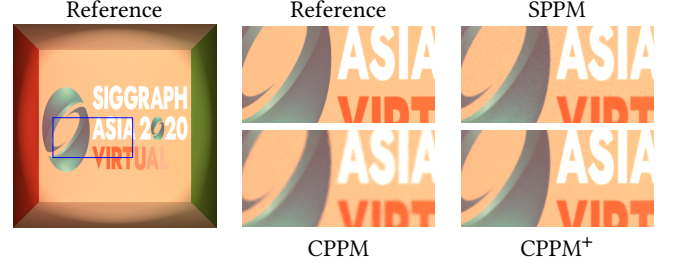 Reference
Reference
SPPM
SIGGRAPH
ASIA 2020
VIRTUAL
ASIA
VIRT
ASIA
VIRT
ASIA
VIRT
ASIA
VIRT
CPPM
CPPM⁺